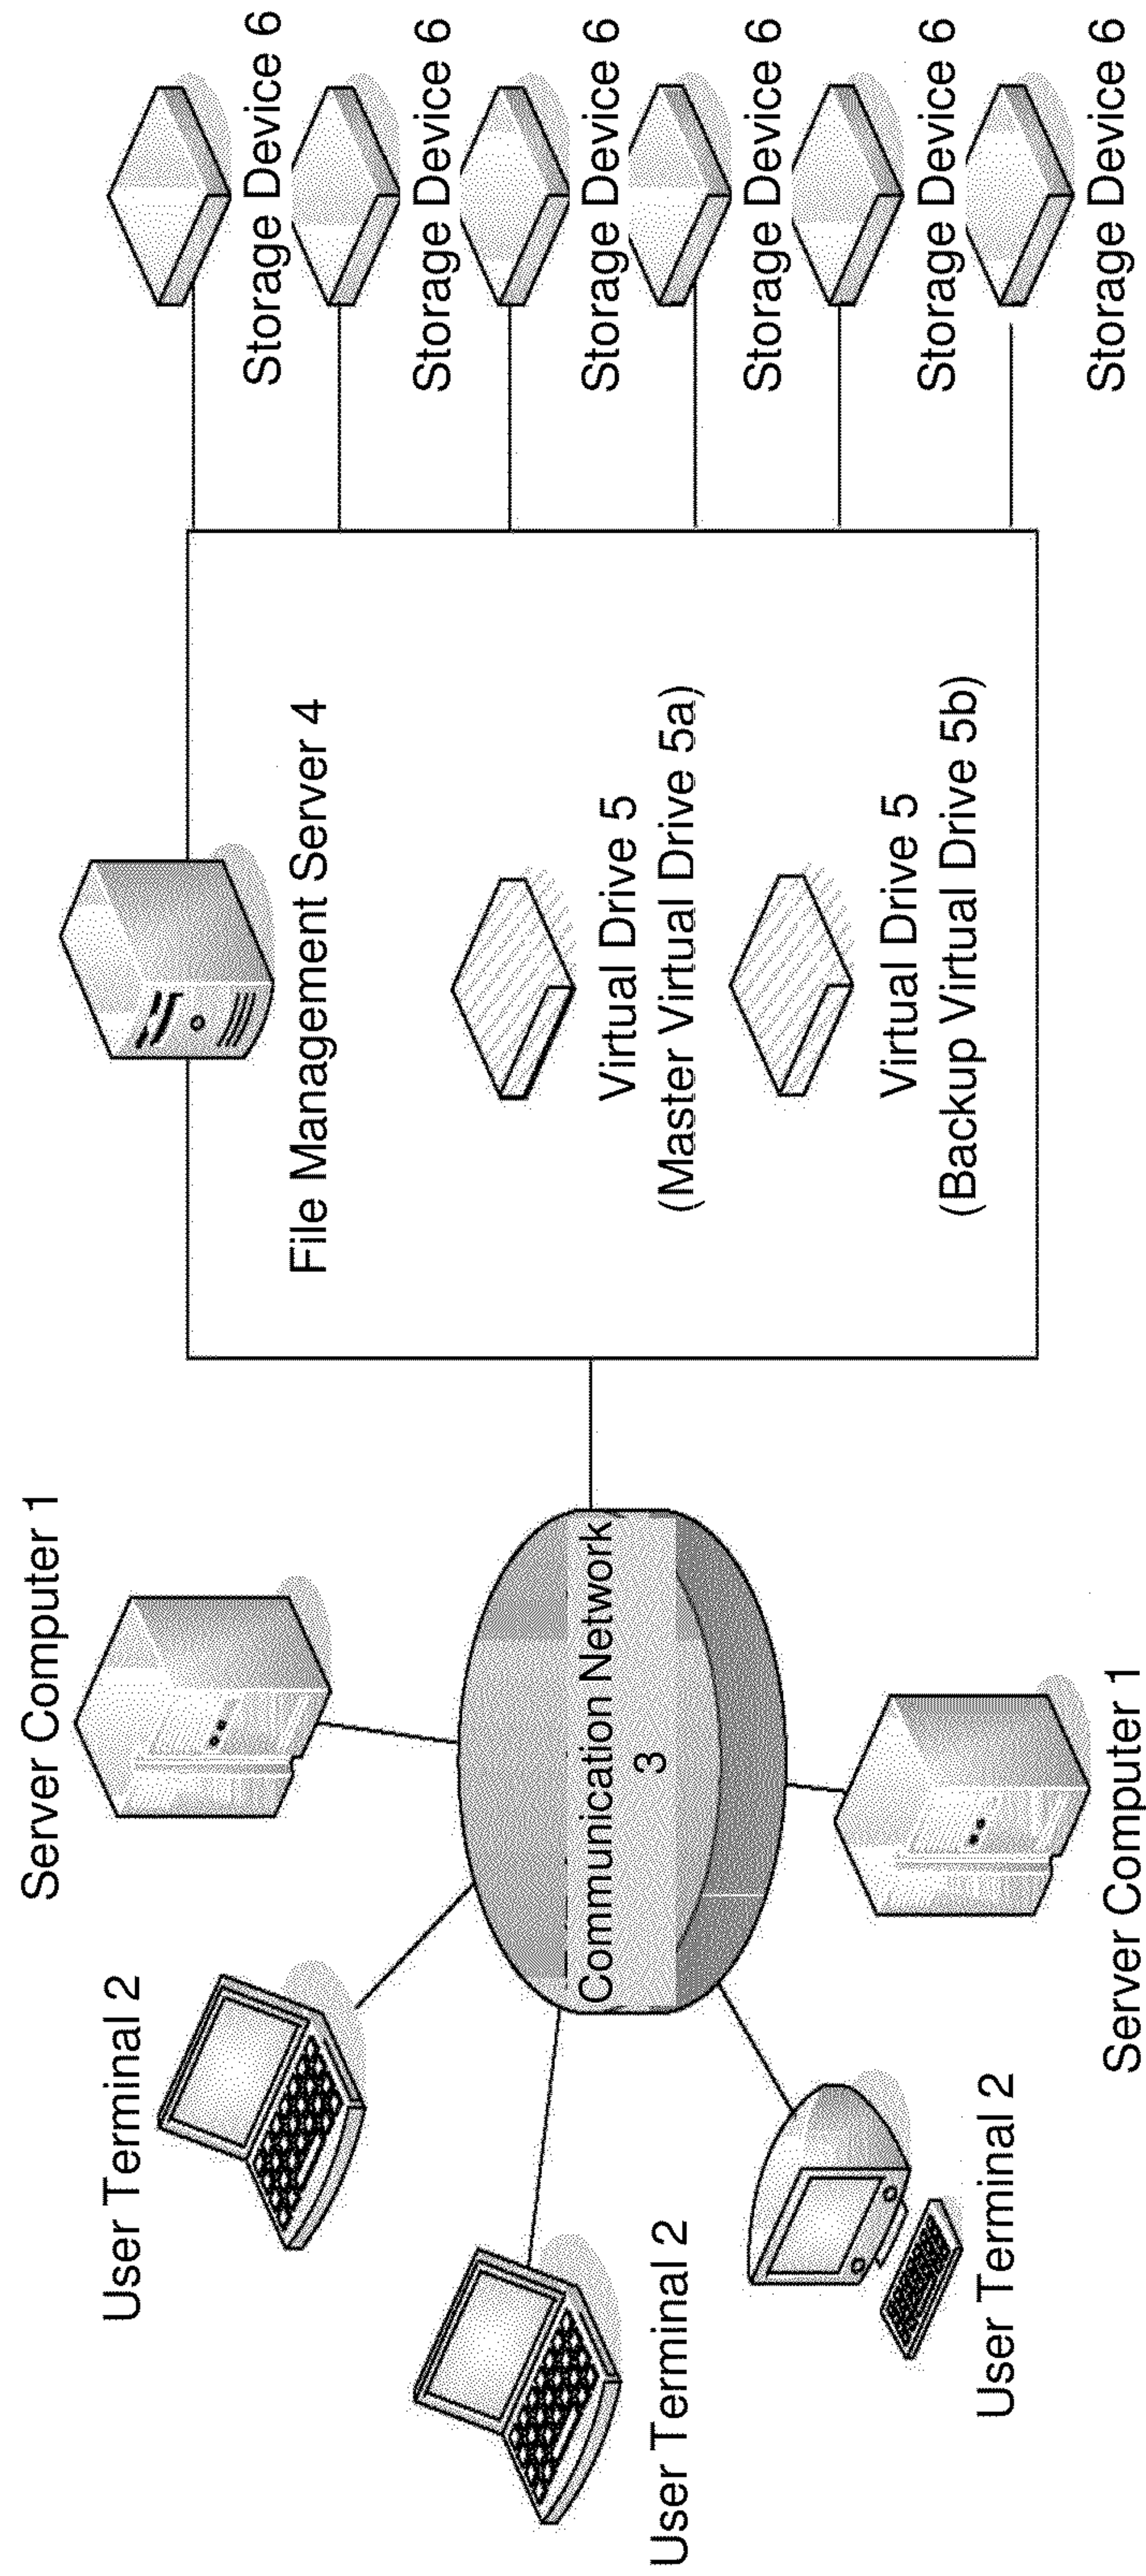 Server Computer 1
User Terminal 2
User Terminal 2
User Terminal 2
Server Computer 1
Communication Network
3
File Management Server 4
Virtual Drive 5
(Master Virtual Drive 5a)
Virtual Drive 5
(Backup Virtual Drive 5b)
Storage Device 6
Storage Device 6
Storage Device 6
Storage Device 6
Storage Device 6
Storage Device 6